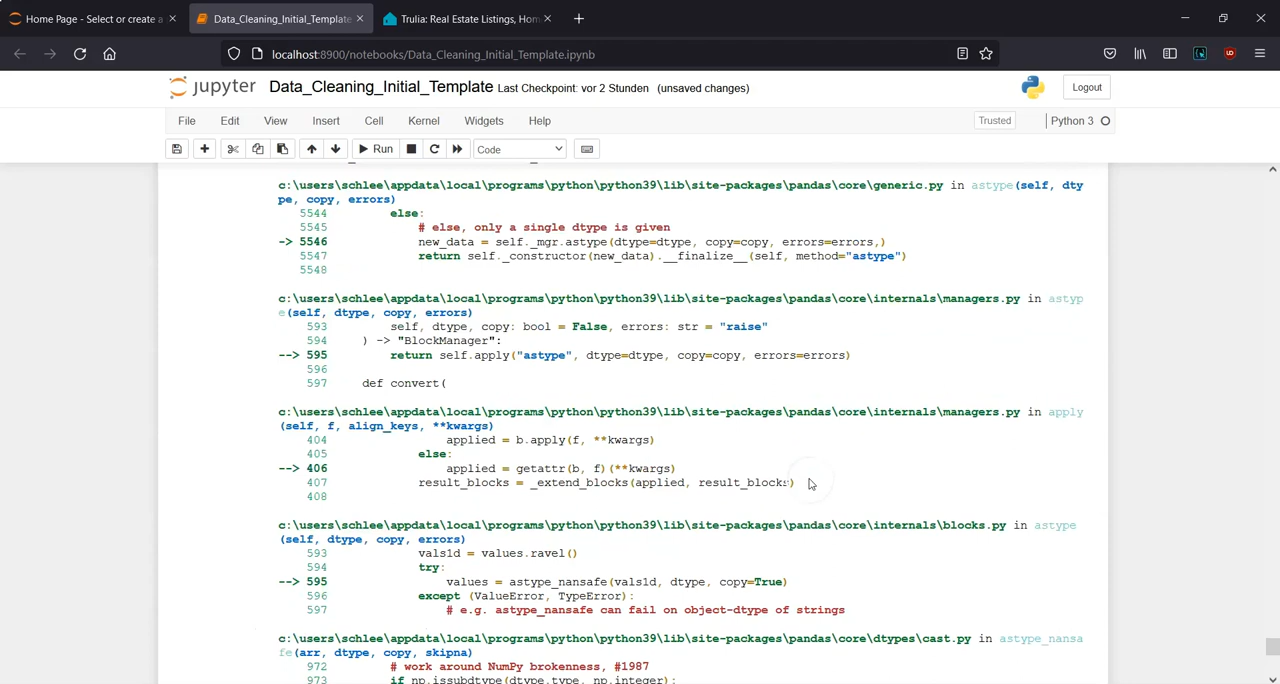 Home Page - Select or create a
Data_Cleaning_Initial_Template
Trulia: Real Estate Listings, Hom
localhost:8900/notebooks/Data_Cleaning_Initial_Template.ipynb
jupyter Data_Cleaning_Initial_Template Last Checkpoint: vor 2 Stunden (unsaved changes)
Logout
File Edit View Insert Cell Kernel Widgets Help
Trusted
Python 3
Run
Code
c:\users\schlee\appdata\local\programs\python\python39\lib\site-packages\pandas\core\generic.py in astype(self, dty
pe, copy, errors)
5544 else:
5545 # else, only a single dtype is given
-> 5546 new_data = self._mgr.astype(dtype=dtype, copy=copy, errors=errors,)
5547 return self._constructor(new_data).__finalize__(self, method="astype")
5548
c:\users\schlee\appdata\local\programs\python\python39\lib\site-packages\pandas\core\internals\managers.py in astyp
e(self, dtype, copy, errors)
593 self, dtype, copy: bool = False, errors: str = "raise"
594 ) -> "BlockManager":
--> 595 return self.apply("astype", dtype=dtype, copy=copy, errors=errors)
596
597 def convert(
c:\users\schlee\appdata\local\programs\python\python39\lib\site-packages\pandas\core\internals\managers.py in apply
(self, f, align_keys, **kwargs)
404 applied = b.apply(f, **kwargs)
405 else:
--> 406 applied = getattr(b, f)(**kwargs)
407 result_blocks = _extend_blocks(applied, result_blocks)
408
c:\users\schlee\appdata\local\programs\python\python39\lib\site-packages\pandas\core\internals\blocks.py in astype
(self, dtype, copy, errors)
593 vals1d = values.ravel()
594 try:
--> 595 values = astype_nansafe(vals1d, dtype, copy=True)
596 except (ValueError, TypeError):
597 # e.g. astype_nansafe can fail on object-dtype of strings
c:\users\schlee\appdata\local\programs\python\python39\lib\site-packages\pandas\core\dtypes\cast.py in astype_nansa
fe(arr, dtype, copy, skipna)
972 # work around NumPy brokenness, #1987
973 if np.issubdtype(dtype.type, np.integer):